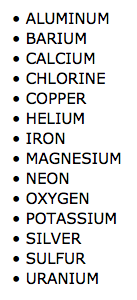 • ALUMINUM
• BARIUM
• CALCIUM
• CHLORINE
• COPPER
• HELIUM
• IRON
• MAGNESIUM
• NEON
• OXYGEN
• POTASSIUM
• SILVER
• SULFUR
• URANIUM